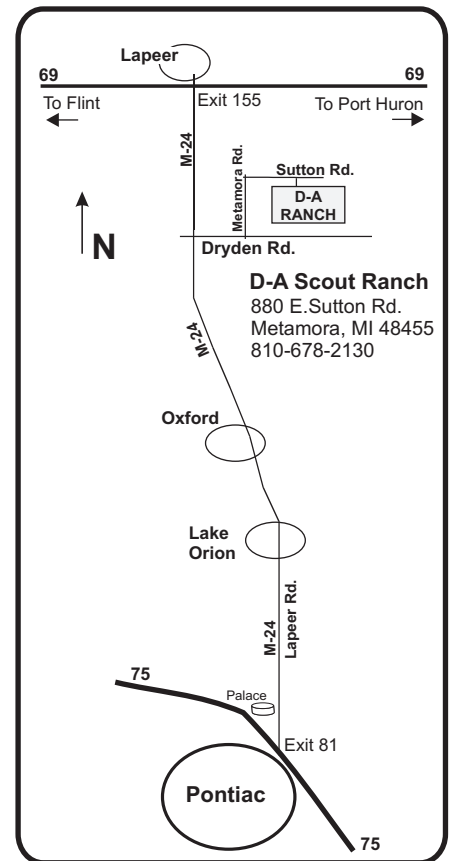 Lapeer
69
69
To Flint
Exit 155
To Port Huron
M-24
Metamora Rd.
Sutton Rd.
D-A
RANCH
N
Dryden Rd.
D-A Scout Ranch
880 E.Sutton Rd.
Metamora, MI 48455
810-678-2130
M-24
Oxford
Lake
Orion
M-24
Lapeer Rd.
75
Palace
Exit 81
Pontiac
75